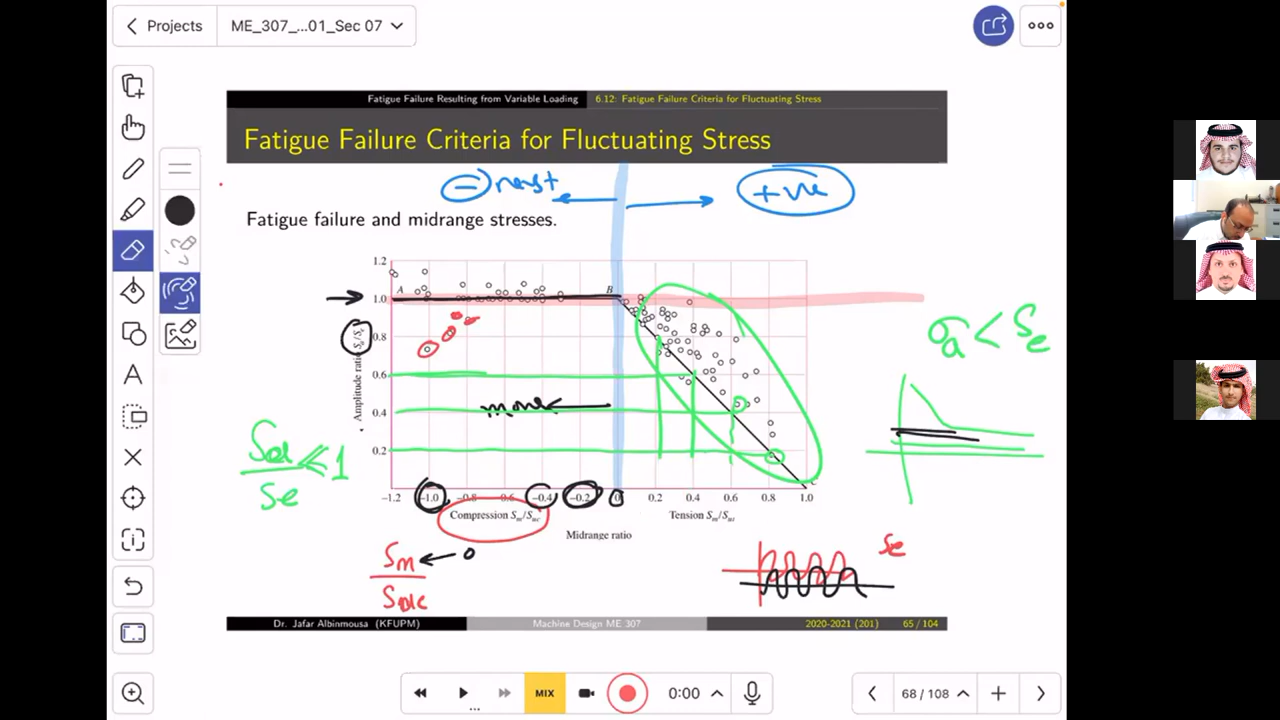 Projects
ME_307_...01_Sec 07
Fatigue Failure Resulting from Variable Loading
6.12: Fatigue Failure Criteria for Fluctuating Stress
Fatigue Failure Criteria for Fluctuating Stress
+ve
Fatigue failure and midrange stresses.
1.2
A
B
1.0
0.8
0.6
0.4
0.2
Amplitude ratio
σa < Se
more
Se
≤ 1
-1.2
-1.0
-0.8
-0.4
-0.2
0
0.2
0.4
0.6
0.8
1.0
Compression Sm/Suc
Tension Sm/Sut
Midrange ratio
Sm ← 0
Suc
Se
Dr. Jafar Albinmousa (KFUPM)
Machine Design ME 307
2020-2021 (201)
65 / 104
MIX
0:00
68 / 108